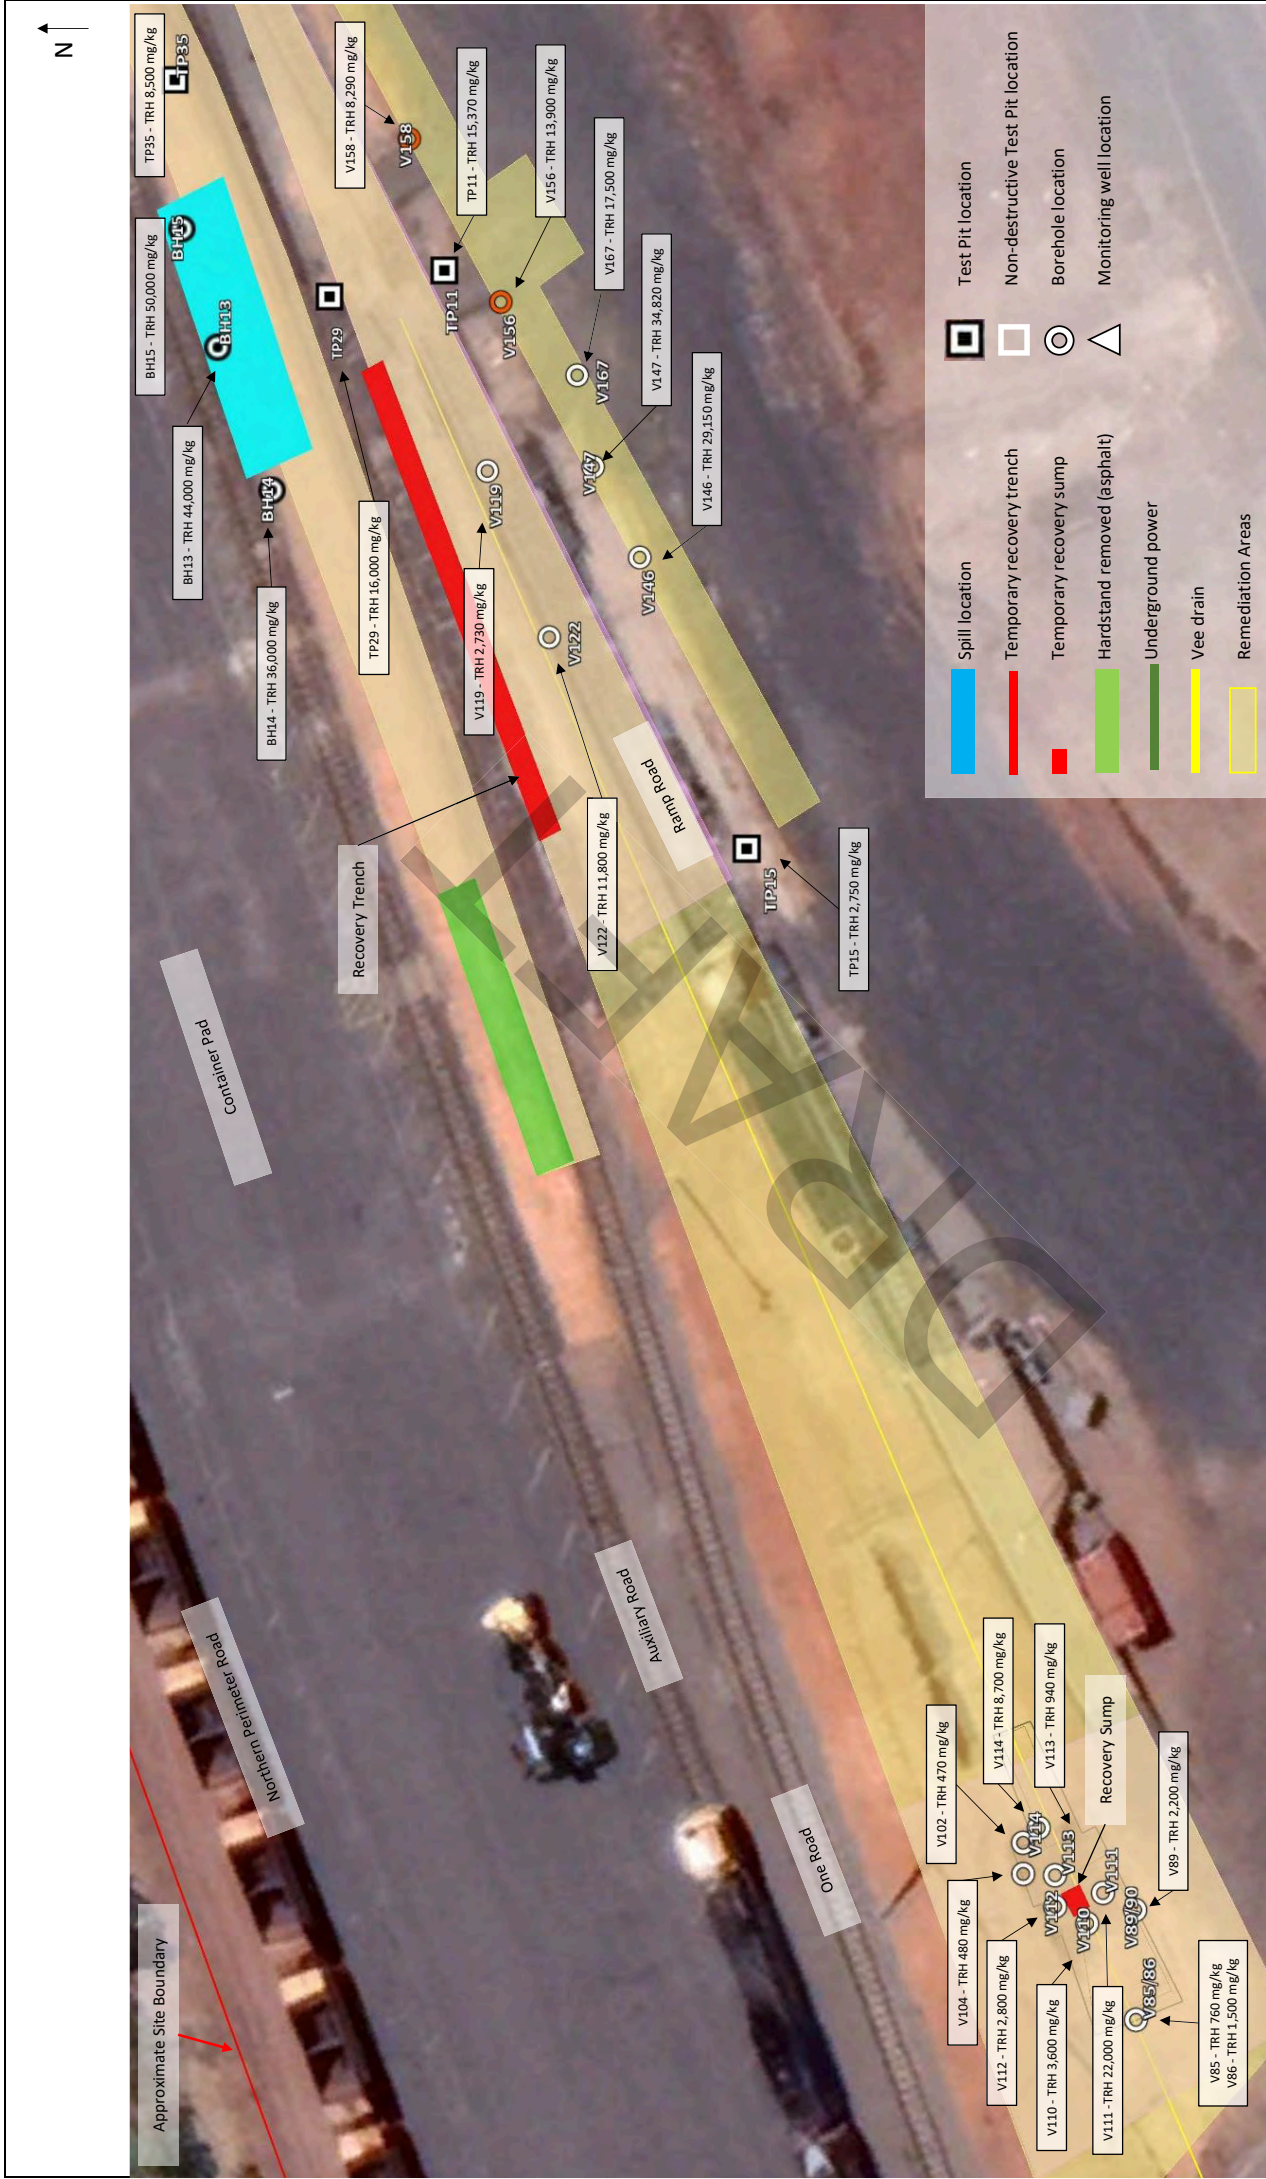 N
TP35 - TRH 8,500 mg/kg
TP35
BH15 - TRH 50,000 mg/kg
BH15
BH13 - TRH 44,000 mg/kg
BH13
BH14 - TRH 36,000 mg/kg
BH14
TP29 - TRH 16,000 mg/kg
TP29
V158 - TRH 8,290 mg/kg
V158
TP11 - TRH 15,370 mg/kg
TP11
V156 - TRH 13,900 mg/kg
V156
V167 - TRH 17,500 mg/kg
V167
V147 - TRH 34,820 mg/kg
V147
V146 - TRH 29,150 mg/kg
V146
V119 - TRH 2,730 mg/kg
V119
V122 - TRH 11,800 mg/kg
V122
TP15 - TRH 2,750 mg/kg
TP15
Recovery Trench
Ramp Road
Container Pad
Northern Perimeter Road
Auxiliary Road
One Road
Approximate Site Boundary
DRAFT
V102 - TRH 470 mg/kg
V114 - TRH 8,700 mg/kg
V114
V113 - TRH 940 mg/kg
V113
Recovery Sump
V104 - TRH 480 mg/kg
V112 - TRH 2,800 mg/kg
V112
V110 - TRH 3,600 mg/kg
V110
V111 - TRH 22,000 mg/kg
V111
V89 - TRH 2,200 mg/kg
V89/90
V85 - TRH 760 mg/kg
V86 - TRH 1,500 mg/kg
V85/86
Spill location
Temporary recovery trench
Temporary recovery sump
Hardstand removed (asphalt)
Underground power
Vee drain
Remediation Areas
Test Pit location
Non-destructive Test Pit location
Borehole location
Monitoring well location